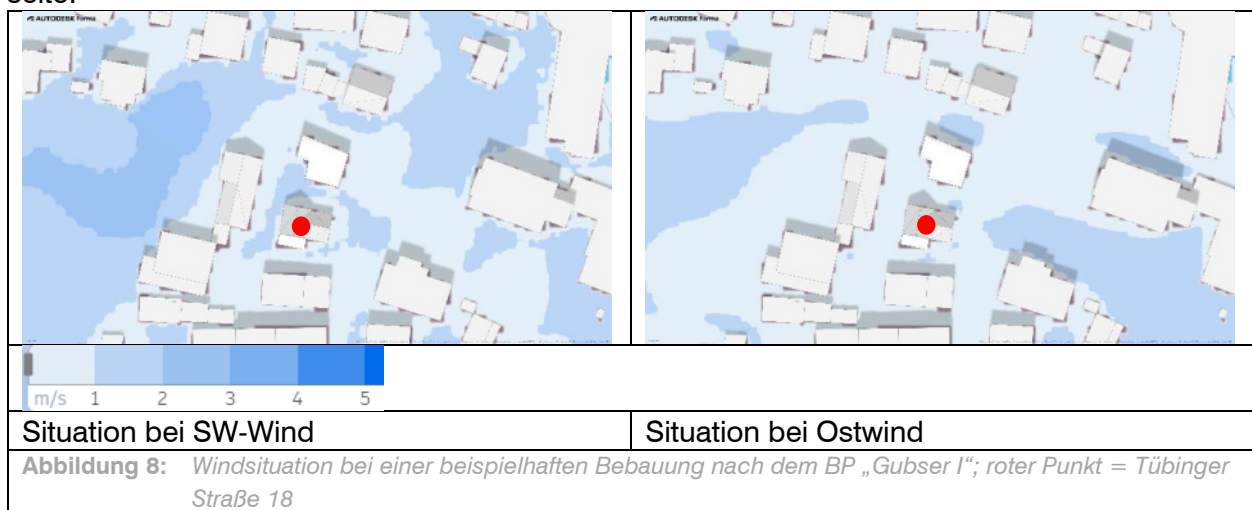 seite.
AUTODESK Forma
AUTODESK Forma
m/s 1 2 3 4 5
Situation bei SW-Wind
Situation bei Ostwind
Abbildung 8: Windsituation bei einer beispielhaften Bebauung nach dem BP „Gubser I“; roter Punkt = Tübinger
Straße 18